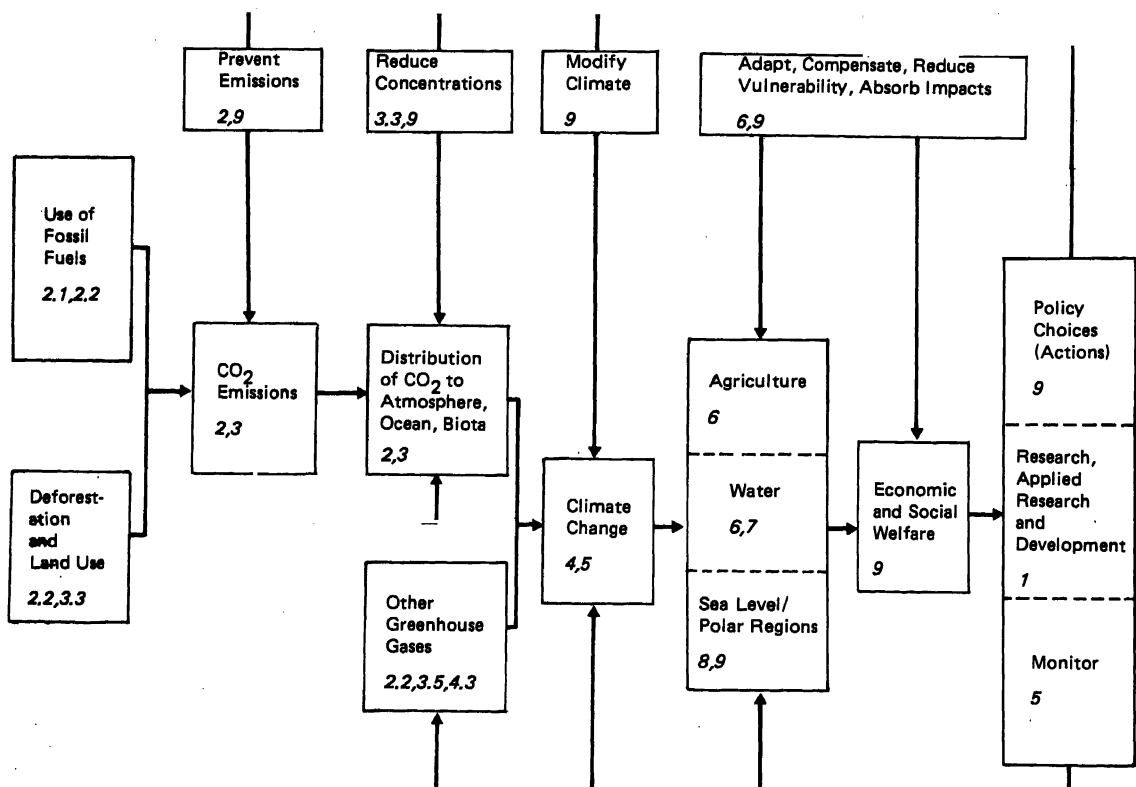 Prevent
Emissions
2,9
Reduce
Concentrations
3.3,9
Modify
Climate
9
Adapt, Compensate, Reduce
Vulnerability, Absorb Impacts
6,9
Use of
Fossil
Fuels
2.1,2.2
Deforest-
ation
and
Land Use
2.2,3.3
CO2
Emissions
2,3
Distribution
of CO2 to
Atmosphere,
Ocean, Biota
2,3
Other
Greenhouse
Gases
2.2,3.5,4.3
Climate
Change
4,5
Agriculture
6
Water
6,7
Sea Level/
Polar Regions
8,9
Economic
and Social
Welfare
9
Policy
Choices
(Actions)
9
Research,
Applied
Research
and
Development
1
Monitor
5